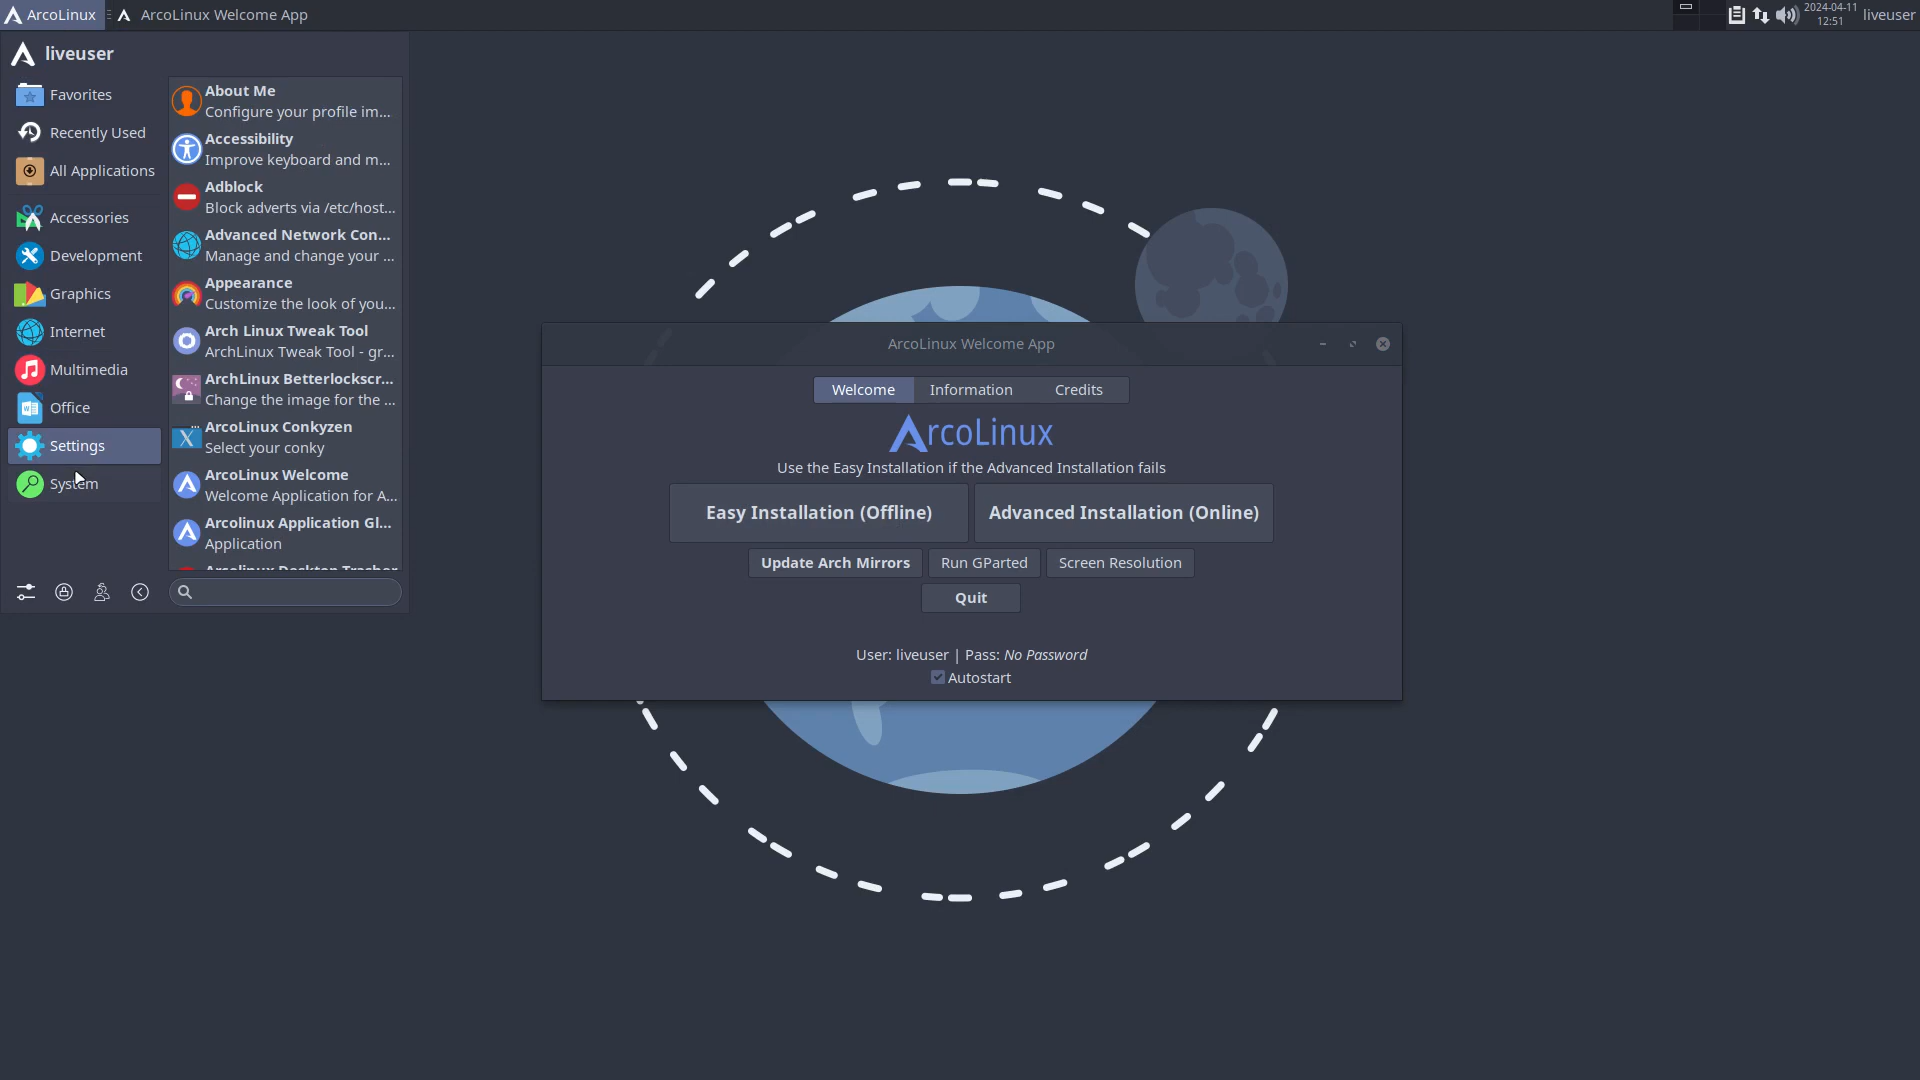 ArcoLinux
ArcoLinux Welcome App
2024-04-11
12:51
liveuser
liveuser
Favorites
Recently Used
All Applications
Accessories
Development
Graphics
Internet
Multimedia
Office
Settings
System
About Me
Configure your profile im...
Accessibility
Improve keyboard and m...
Adblock
Block adverts via /etc/host...
Advanced Network Con...
Manage and change your ...
Appearance
Customize the look of you...
Arch Linux Tweak Tool
ArchLinux Tweak Tool - gr...
ArchLinux Betterlockscr...
Change the image for the ...
ArcoLinux Conkyzen
Select your conky
ArcoLinux Welcome
Welcome Application for A...
Arcolinux Application Gl...
Application
Arcolinux Desktop Trasher
ArcoLinux Welcome App
Welcome
Information
Credits
ArcoLinux
Use the Easy Installation if the Advanced Installation fails
Easy Installation (Offline)
Advanced Installation (Online)
Update Arch Mirrors
Run GParted
Screen Resolution
Quit
User: liveuser | Pass: No Password
Autostart